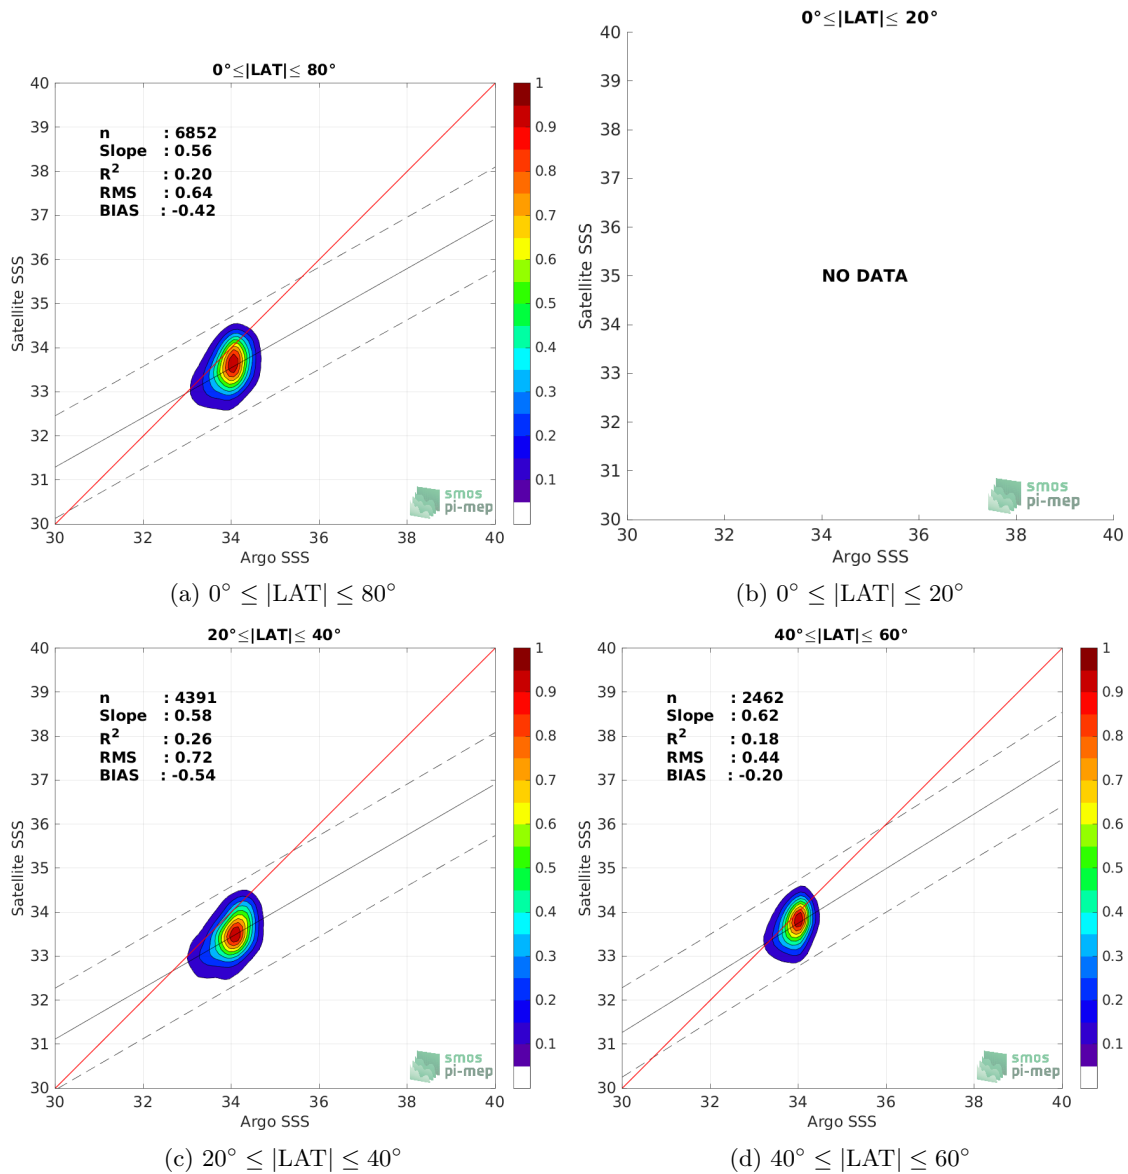 0°≤|LAT|≤ 80°
n : 6852
Slope : 0.56
R² : 0.20
RMS : 0.64
BIAS : -0.42
40
39
38
37
36
35
34
33
32
31
30
Satellite SSS
30 32 34 36 38 40
Argo SSS
1
0.9
0.8
0.7
0.6
0.5
0.4
0.3
0.2
0.1
smos
pi-mep
(a) 0° ≤ |LAT| ≤ 80°
0°≤|LAT|≤ 20°
40
39
38
37
36
35
34
33
32
31
30
Satellite SSS
NO DATA
smos
pi-mep
30 32 34 36 38 40
Argo SSS
(b) 0° ≤ |LAT| ≤ 20°
20°≤|LAT|≤ 40°
n : 4391
Slope : 0.58
R² : 0.26
RMS : 0.72
BIAS : -0.54
40
39
38
37
36
35
34
33
32
31
30
Satellite SSS
30 32 34 36 38 40
Argo SSS
1
0.9
0.8
0.7
0.6
0.5
0.4
0.3
0.2
0.1
smos
pi-mep
(c) 20° ≤ |LAT| ≤ 40°
40°≤|LAT|≤ 60°
n : 2462
Slope : 0.62
R² : 0.18
RMS : 0.44
BIAS : -0.20
40
39
38
37
36
35
34
33
32
31
30
Satellite SSS
30 32 34 36 38 40
Argo SSS
1
0.9
0.8
0.7
0.6
0.5
0.4
0.3
0.2
0.1
smos
pi-mep
(d) 40° ≤ |LAT| ≤ 60°